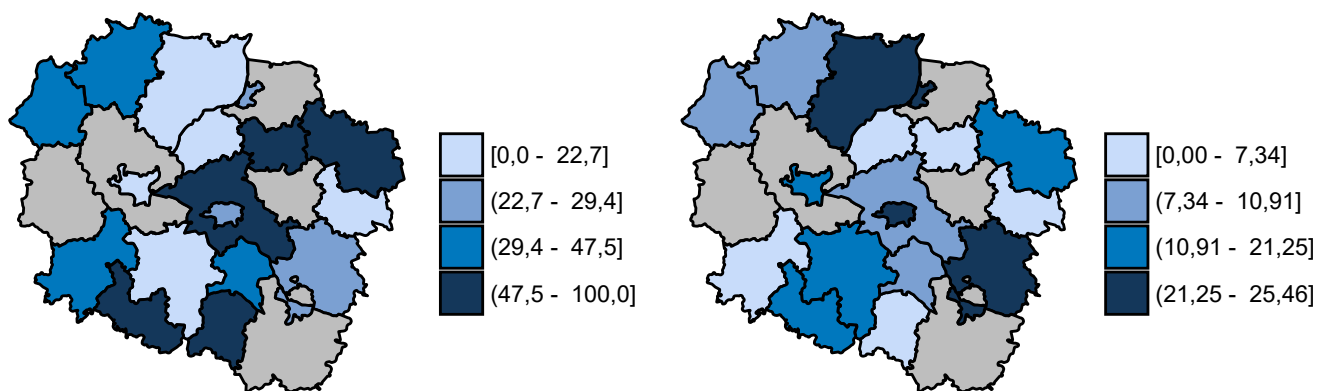 [0,0 - 22,7]
(22,7 - 29,4]
(29,4 - 47,5]
(47,5 - 100,0]
[0,00 - 7,34]
(7,34 - 10,91]
(10,91 - 21,25]
(21,25 - 25,46]